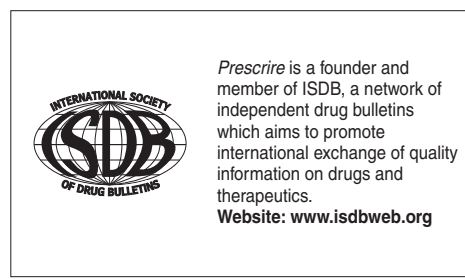 INTERNATIONAL SOCIETY
ISDB
OF DRUG BULLETINS
Prescrire is a founder and
member of ISDB, a network of
independent drug bulletins
which aims to promote
international exchange of quality
information on drugs and
therapeutics.
Website: www.isdbweb.org